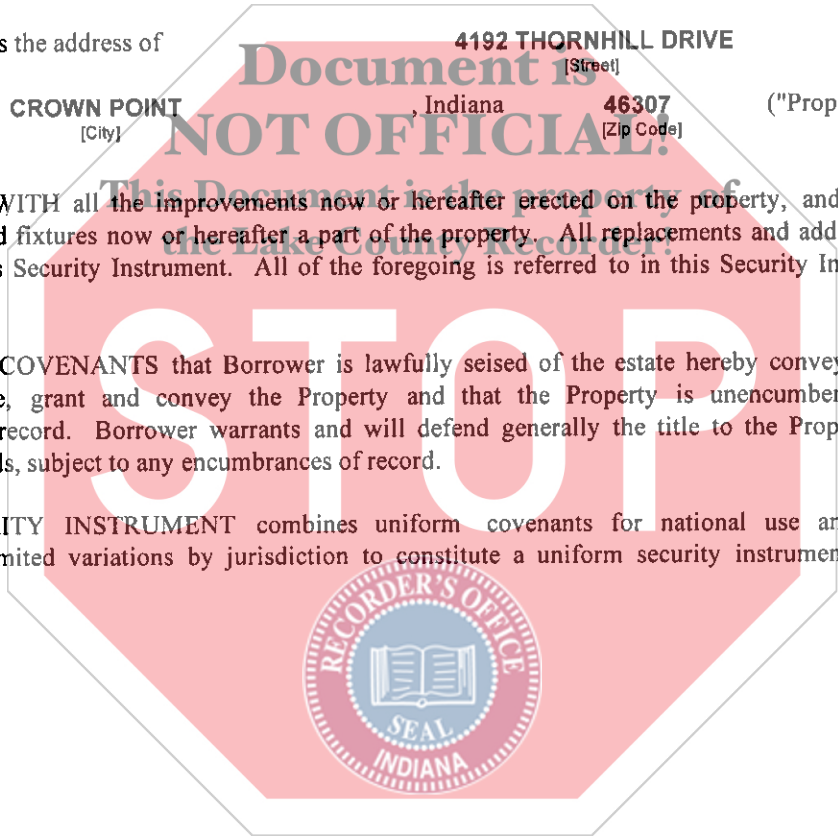 s the address of 4192 THORNHILL DRIVE
[Street]
CROWN POINT , Indiana 46307 ("Prop
[City] [Zip Code]
Document is
NOT OFFICIAL!
This Document is the property of
the Lake County Recorder!
WITH all the improvements now or hereafter erected on the property, and
d fixtures now or hereafter a part of the property. All replacements and add
s Security Instrument. All of the foregoing is referred to in this Security In
COVENANTS that Borrower is lawfully seised of the estate hereby convey
e, grant and convey the Property and that the Property is unencumber
record. Borrower warrants and will defend generally the title to the Prop
ds, subject to any encumbrances of record.
RITY INSTRUMENT combines uniform covenants for national use an
mited variations by jurisdiction to constitute a uniform security instrumen
STOP
RECORDER'S OFFICE
SEAL
INDIANA